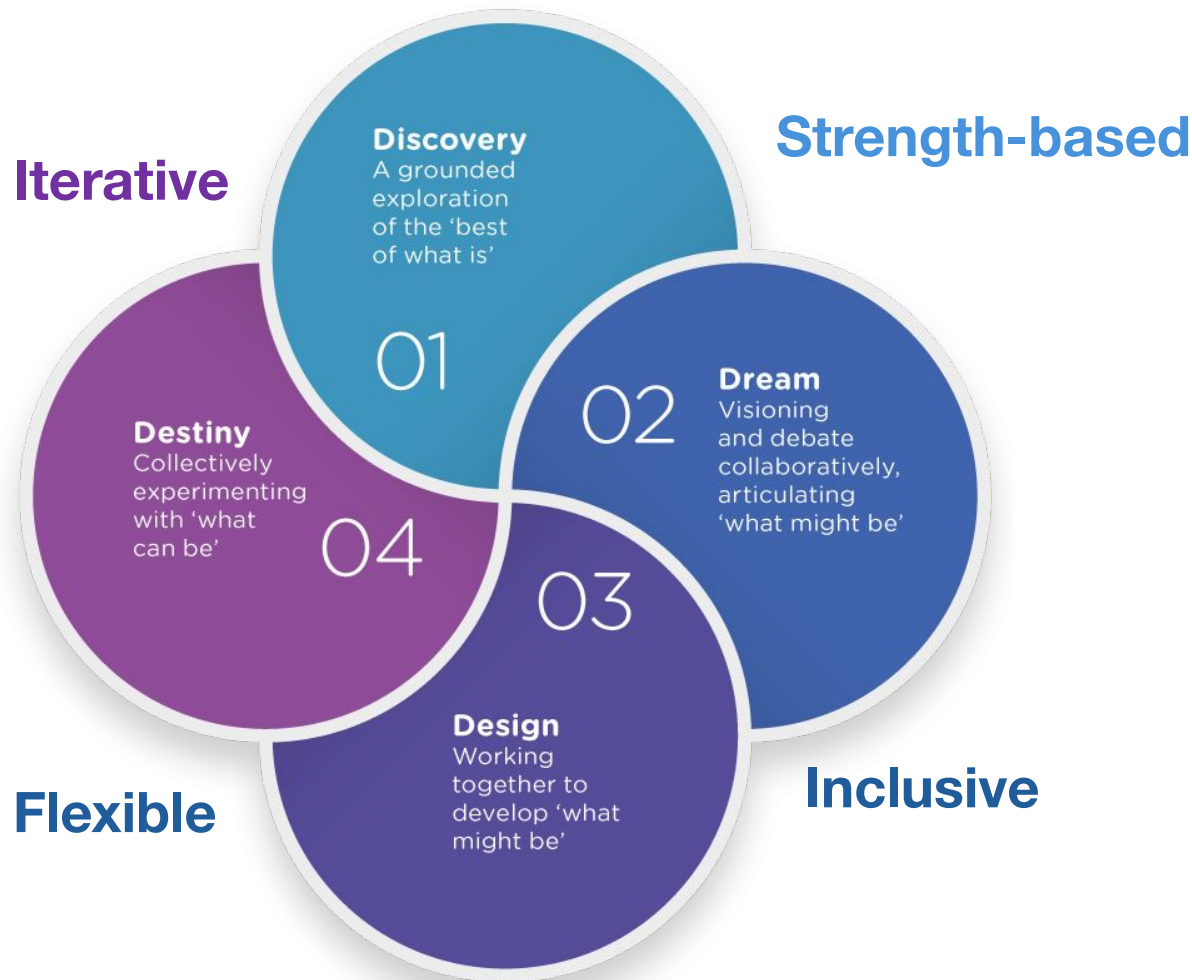 Strength-based
Iterative
Discovery
A grounded
exploration
of the ‘best
of what is’
01
02
Dream
Visioning
and debate
collaboratively,
articulating
‘what might be’
03
Design
Working
together to
develop ‘what
might be’
Destiny
Collectively
experimenting
with ‘what
can be’
04
Inclusive
Flexible